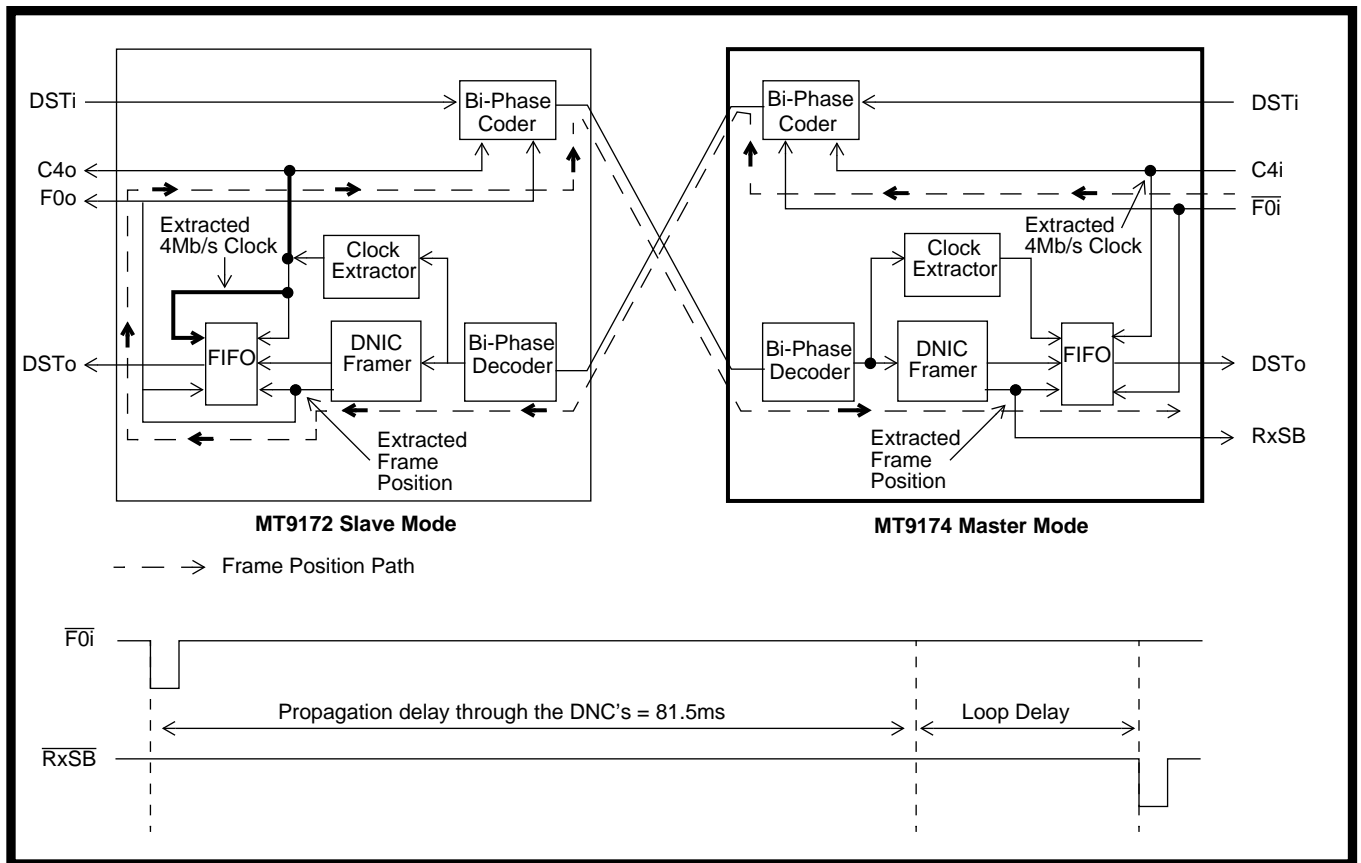 DSTi
C4o
F0o
Bi-Phase
Coder
Extracted
4Mb/s Clock
Clock
Extractor
FIFO
DNIC
Framer
Bi-Phase
Decoder
DSTo
Extracted
Frame
Position
MT9172 Slave Mode
Bi-Phase
Coder
DSTi
C4i
F0i
Extracted
4Mb/s Clock
Clock
Extractor
Bi-Phase
Decoder
DNIC
Framer
FIFO
DSTo
RxSB
Extracted
Frame
Position
MT9174 Master Mode
Frame Position Path
F0i
Propagation delay through the DNC's = 81.5ms
Loop Delay
RxSB